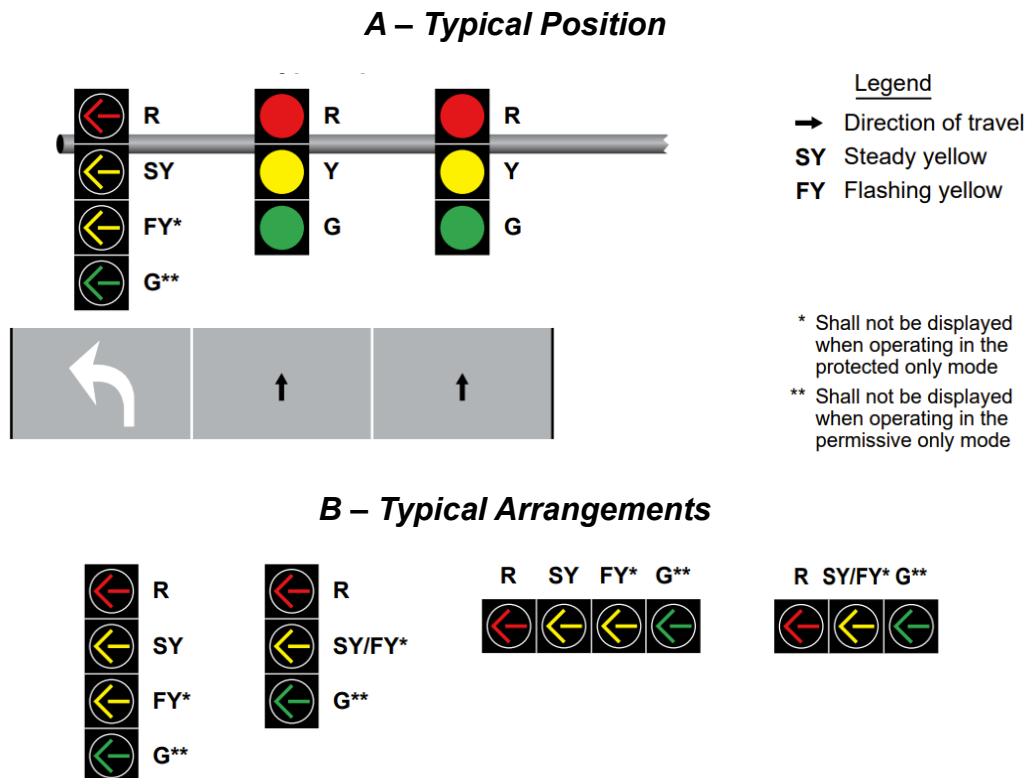 A – Typical Position
R R R
SY Y Y
FY* G G
G**
Legend
Direction of travel
SY Steady yellow
FY Flashing yellow
* Shall not be displayed
when operating in the
protected only mode
** Shall not be displayed
when operating in the
permissive only mode
B – Typical Arrangements
R
SY
FY*
G**
R
SY/FY*
G**
R SY FY* G**
R SY/FY* G**